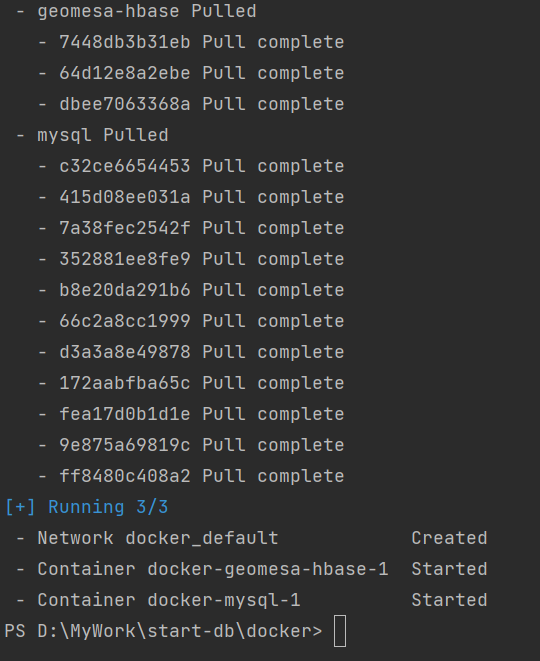 - geomesa-hbase Pulled
- 7448db3b31eb Pull complete
- 64d12e8a2ebe Pull complete
- dbee7063368a Pull complete
- mysql Pulled
- c32ce6654453 Pull complete
- 415d08ee031a Pull complete
- 7a38fec2542f Pull complete
- 352881ee8fe9 Pull complete
- b8e20da291b6 Pull complete
- 66c2a8cc1999 Pull complete
- d3a3a8e49878 Pull complete
- 172aabfba65c Pull complete
- fea17d0b1d1e Pull complete
- 9e875a69819c Pull complete
- ff8480c408a2 Pull complete
[+] Running 3/3
- Network docker_default Created
- Container docker-geomesa-hbase-1 Started
- Container docker-mysql-1 Started
PS D:\MyWork\start-db\docker>